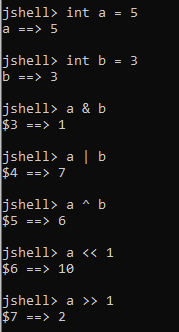 jshell> int a = 5
a ==> 5
jshell> int b = 3
b ==> 3
jshell> a & b
$3 ==> 1
jshell> a | b
$4 ==> 7
jshell> a ^ b
$5 ==> 6
jshell> a << 1
$6 ==> 10
jshell> a >> 1
$7 ==> 2